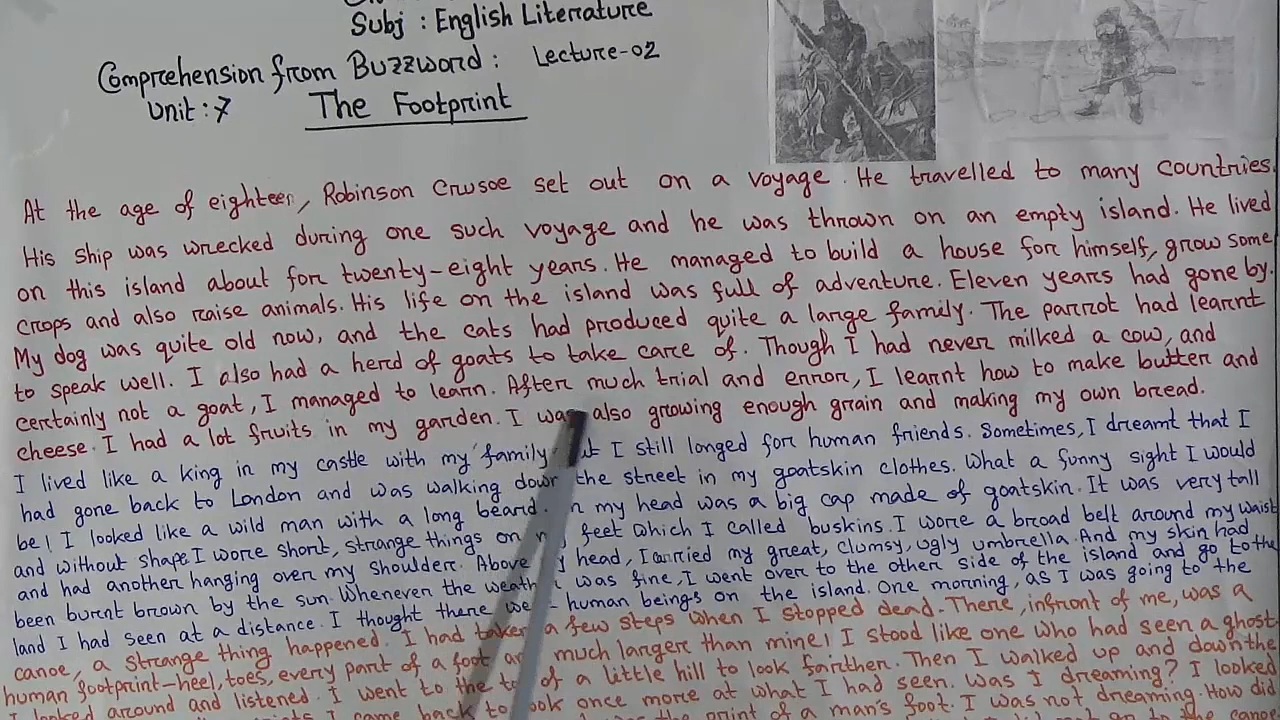 Subj : English Literature
Comprehension from Buzzword : Lecture-02
Unit : 7 The Footprint
At the age of eighteen, Robinson Crusoe set out on a voyage. He travelled to many countries.
His ship was wrecked during one such voyage and he was thrown on an empty island. He lived
on this island about for twenty-eight years. He managed to build a house for himself, grow some
crops and also raise animals. His life on the island was full of adventure. Eleven years had gone by.
My dog was quite old now, and the cats had produced quite a large family. The parrot had learnt
to speak well. I also had a herd of goats to take care of. Though I had never milked a cow, and
certainly not a goat, I managed to learn. After much trial and error, I learnt how to make butter and
cheese. I had a lot fruits in my garden. I was also growing enough grain and making my own bread.
I lived like a king in my castle with my 'family' I still longed for human friends. Sometimes, I dreamt that I
had gone back to London and was walking down the street in my goatskin clothes. What a funny sight I would
be! I looked like a wild man with a long beard. my head was a big cap made of goatskin. It was very tall
and without shape. I wore short, strange things on feet which I called buskins. I wore a broad belt around my waist
and had another hanging over my shoulder. Above head, I carried my great, clumsy, ugly umbrella. And my skin had
been burnt brown by the sun. Whenever the was fine, I went over to the other side of the island and go to the
land I had seen at a distance. I thought there human beings on the island. One morning, as I was going to the
canoe, a strange thing happened. I had taken a few steps when I stopped dead. There, infront of me, was a
human footprint-heel, toes, every part of a foot much larger than mine! I stood like one who had seen a ghost.
I looked around and listened. I went to the of a little hill to look farther. Then I walked up and down the
I came back to look once more at what I had seen. Was I dreaming? I looked
the print of a man's foot. I was not dreaming. How did
the canoe